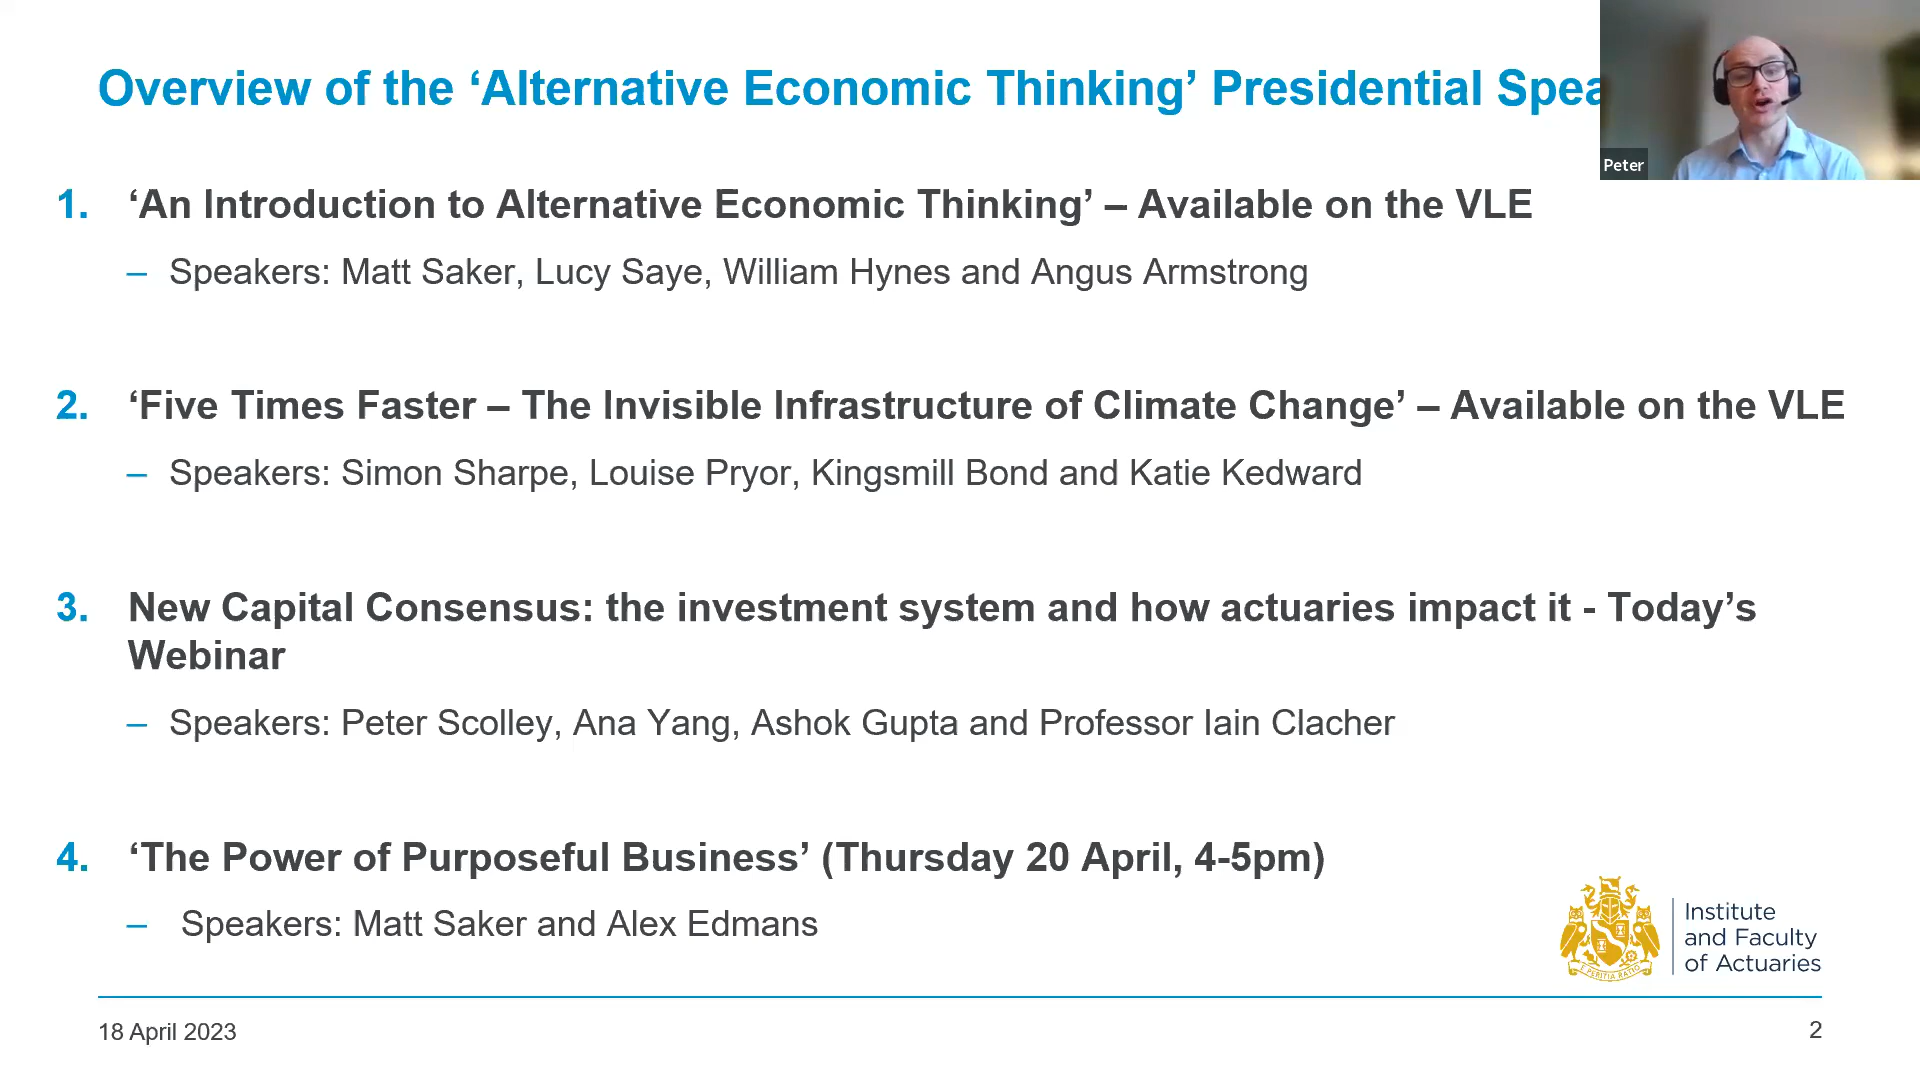 Overview of the ‘Alternative Economic Thinking’ Presidential Spea
Peter
1. ‘An Introduction to Alternative Economic Thinking’ – Available on the VLE
– Speakers: Matt Saker, Lucy Saye, William Hynes and Angus Armstrong
2. ‘Five Times Faster – The Invisible Infrastructure of Climate Change’ – Available on the VLE
– Speakers: Simon Sharpe, Louise Pryor, Kingsmill Bond and Katie Kedward
3. New Capital Consensus: the investment system and how actuaries impact it - Today’s
Webinar
– Speakers: Peter Scolley, Ana Yang, Ashok Gupta and Professor Iain Clacher
4. ‘The Power of Purposeful Business’ (Thursday 20 April, 4-5pm)
– Speakers: Matt Saker and Alex Edmans
E PERITIA RATIO
Institute
and Faculty
of Actuaries
18 April 2023
2